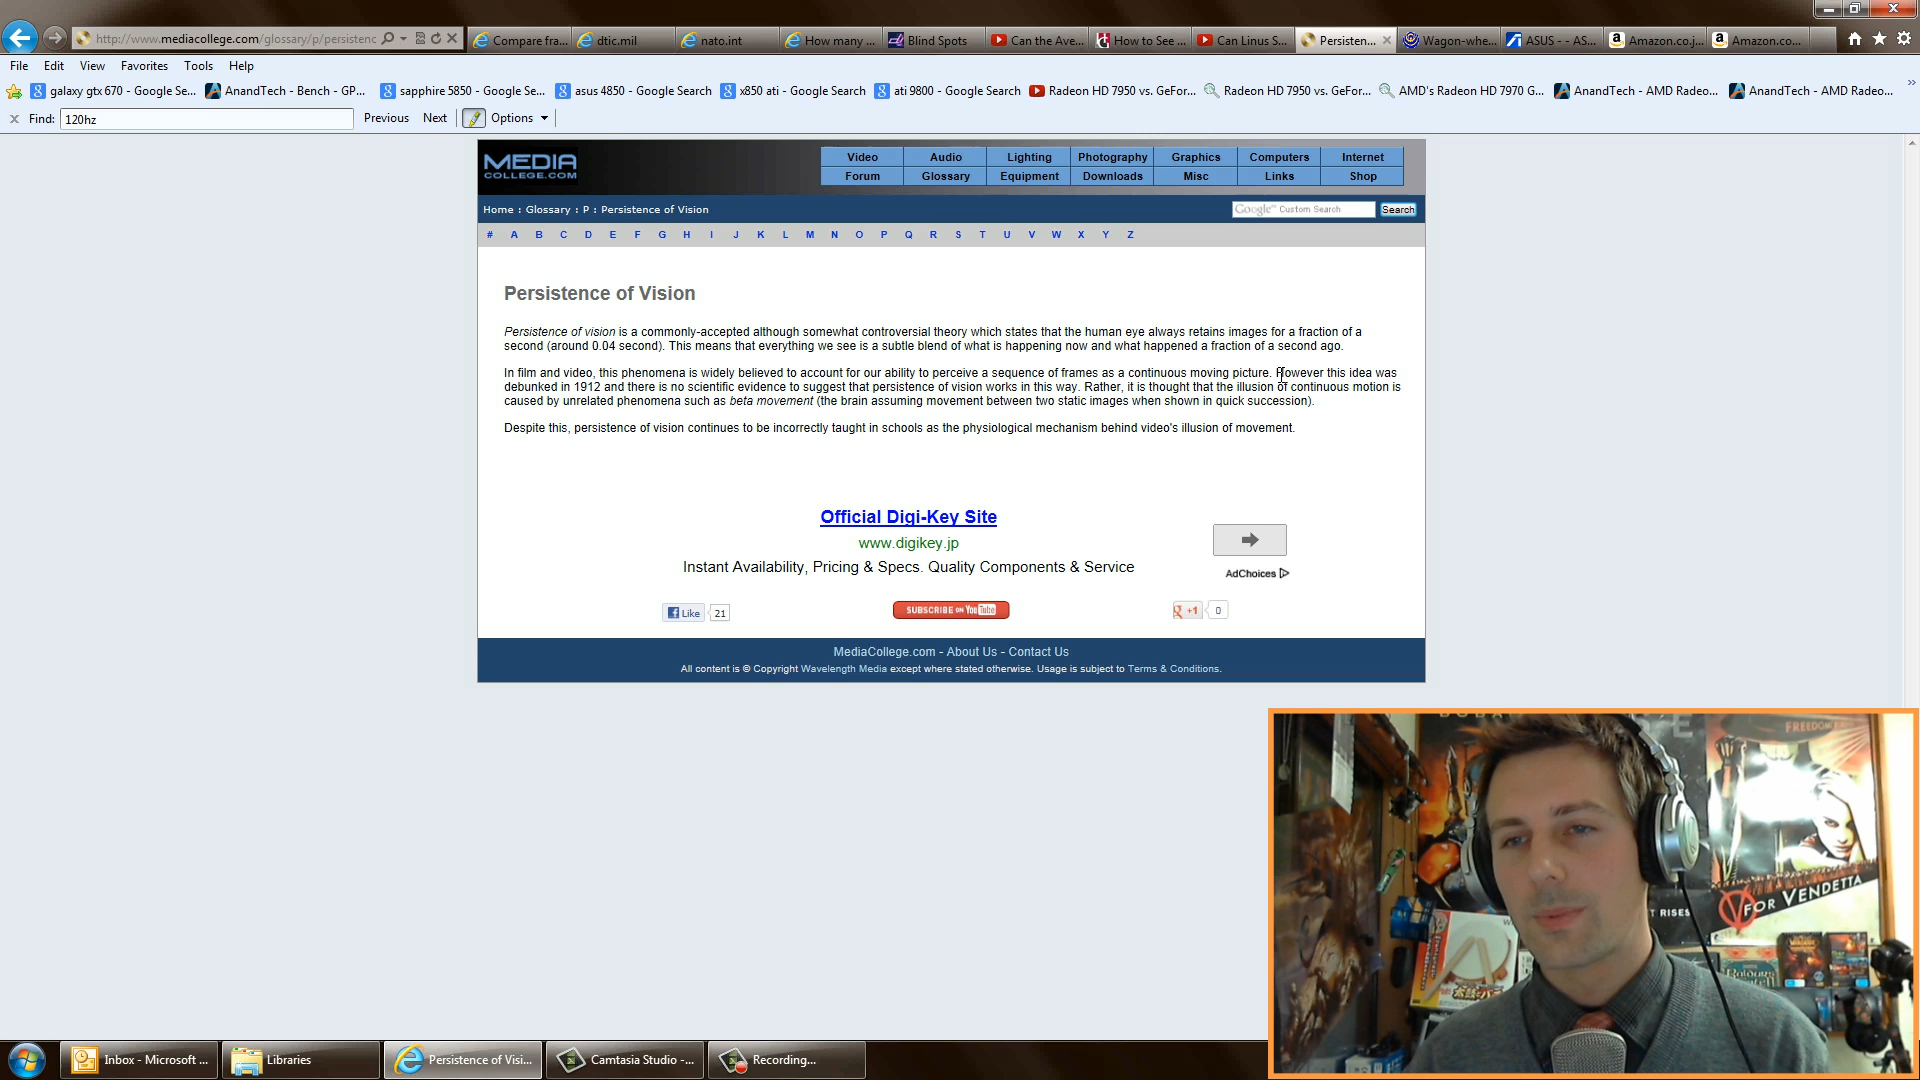 http://www.mediacollege.com/glossary/p/persistenc
Compare fra...
dtic.mil
nato.int
How many ...
Blind Spots
Can the Ave...
How to See ...
Can Linus S...
Persisten...
Wagon-whe...
ASUS - - AS...
Amazon.co.j...
Amazon.co...
File Edit View Favorites Tools Help
galaxy gtx 670 - Google Se...
AnandTech - Bench - GP...
sapphire 5850 - Google Se...
asus 4850 - Google Search
x850 ati - Google Search
ati 9800 - Google Search
Radeon HD 7950 vs. GeFor...
Radeon HD 7950 vs. GeFor...
AMD's Radeon HD 7970 G...
AnandTech - AMD Radeo...
AnandTech - AMD Radeo...
Find: 120hz Previous Next Options
MEDIA
COLLEGE.COM
Video Audio Lighting Photography Graphics Computers Internet
Forum Glossary Equipment Downloads Misc Links Shop
Home : Glossary : P : Persistence of Vision
Google™ Custom Search Search
# A B C D E F G H I J K L M N O P Q R S T U V W X Y Z
Persistence of Vision
Persistence of vision is a commonly-accepted although somewhat controversial theory which states that the human eye always retains images for a fraction of a
second (around 0.04 second). This means that everything we see is a subtle blend of what is happening now and what happened a fraction of a second ago.
In film and video, this phenomena is widely believed to account for our ability to perceive a sequence of frames as a continuous moving picture. However this idea was
debunked in 1912 and there is no scientific evidence to suggest that persistence of vision works in this way. Rather, it is thought that the illusion of continuous motion is
caused by unrelated phenomena such as beta movement (the brain assuming movement between two static images when shown in quick succession).
Despite this, persistence of vision continues to be incorrectly taught in schools as the physiological mechanism behind video's illusion of movement.
Official Digi-Key Site
www.digikey.jp
Instant Availability, Pricing & Specs. Quality Components & Service
AdChoices
Like 21
SUBSCRIBE ON YouTube
+1 0
MediaCollege.com - About Us - Contact Us
All content is © Copyright Wavelength Media except where stated otherwise. Usage is subject to Terms & Conditions.
FREEDOM
T RISES
V FOR VENDETTA
Inbox - Microsoft ...
Libraries
Persistence of Visi...
Camtasia Studio -...
Recording...